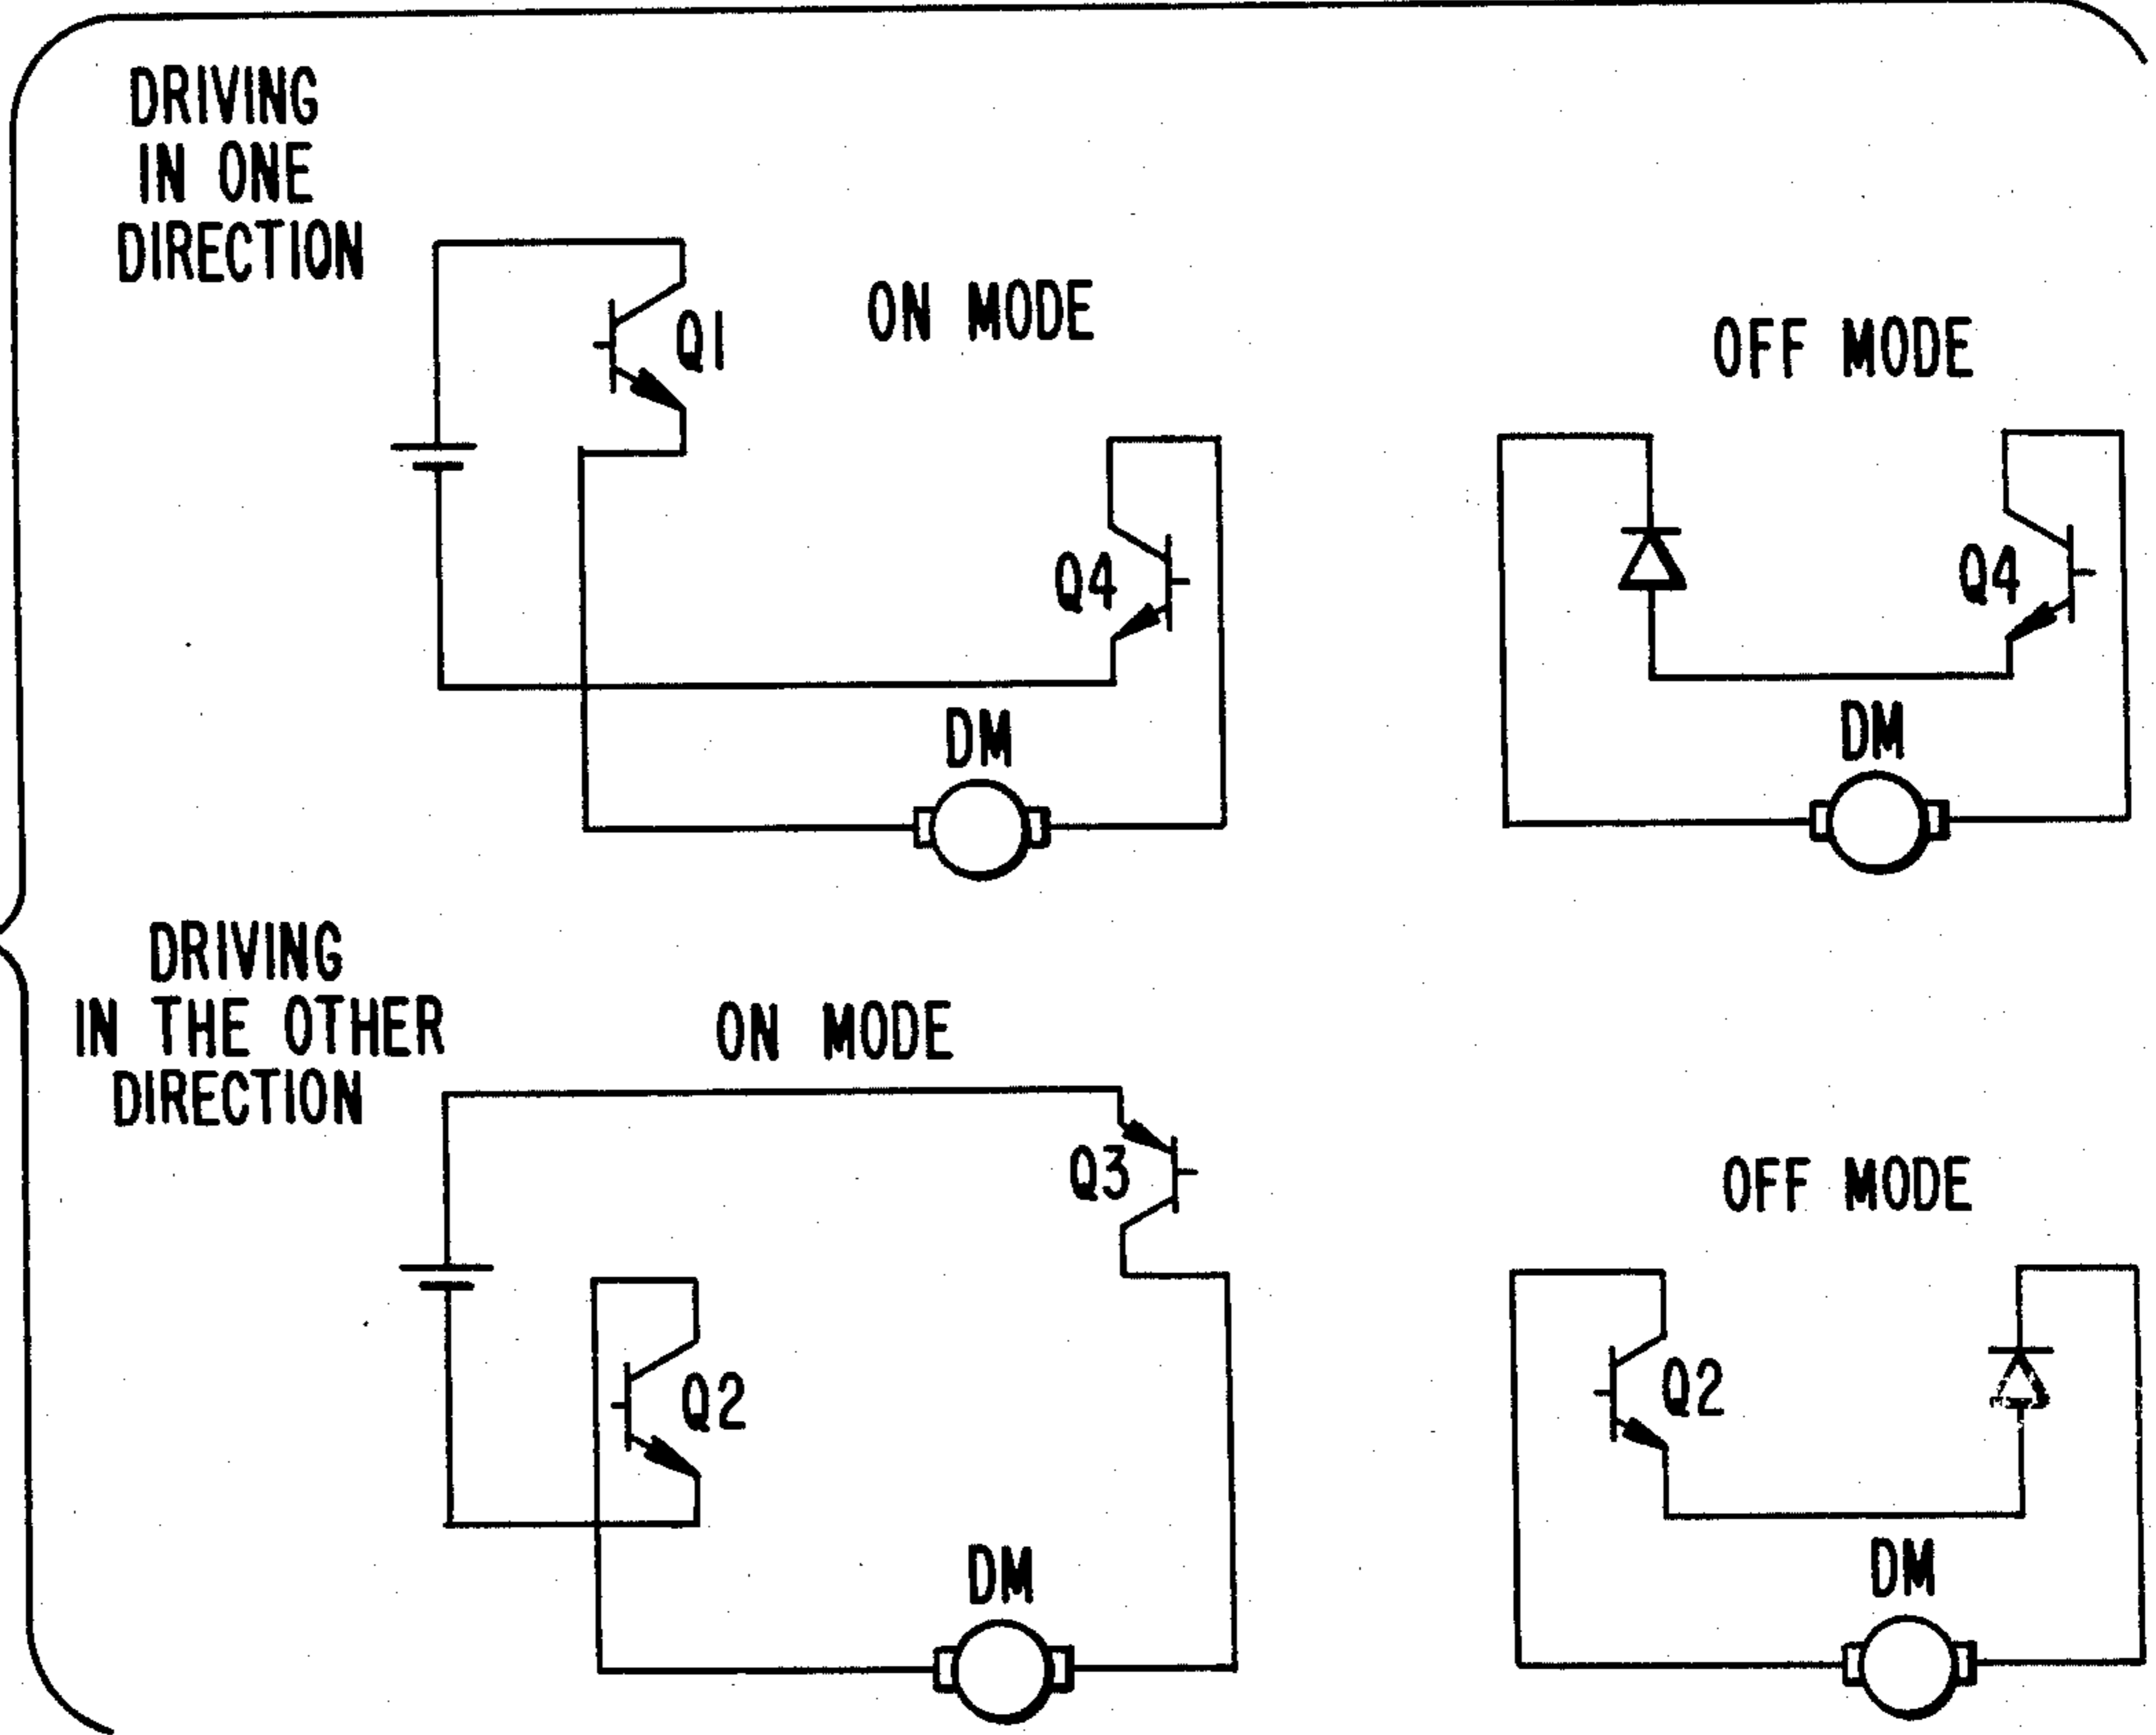 DRIVING
IN ONE
DIRECTION
ON MODE
OFF MODE
Q1
Q4
Q4
DM
DM
DRIVING
IN THE OTHER
DIRECTION
ON MODE
OFF MODE
Q3
Q2
Q2
DM
DM